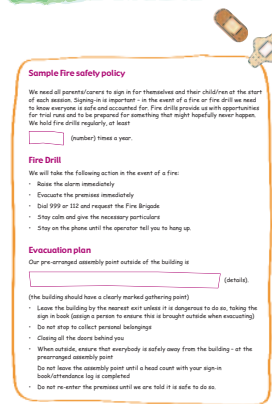 Sample Fire safety policy
We need all parents/carers to sign in for themselves and their child/ren at the start
of each session. Signing-in is important - in the event of a fire or fire drill we need
to know everyone is safe and accounted for. Fire drills provide us with opportunities
for trial runs and to be prepared for something that might hopefully never happen.
We hold fire drills regularly, at least
(number) times a year.
Fire Drill
We will take the following action in the event of a fire:
• Raise the alarm immediately
• Evacuate the premises immediately
• Dial 999 or 112 and request the Fire Brigade
• Stay calm and give the necessary particulars
• Stay on the phone until the operator tell you to hang up.
Evacuation plan
Our pre-arranged assembly point outside of the building is
(details).
(the building should have a clearly marked gathering point)
• Leave the building by the nearest exit unless it is dangerous to do so, taking the
sign in book (assign a person to ensure this is brought outside when evacuating)
• Do not stop to collect personal belongings
• Closing all the doors behind you
• When outside, ensure that everybody is safely away from the building - at the
prearranged assembly point
Do not leave the assembly point until a head count with your sign-in
book/attendance log is completed
• Do not re-enter the premises until we are told it is safe to do so.